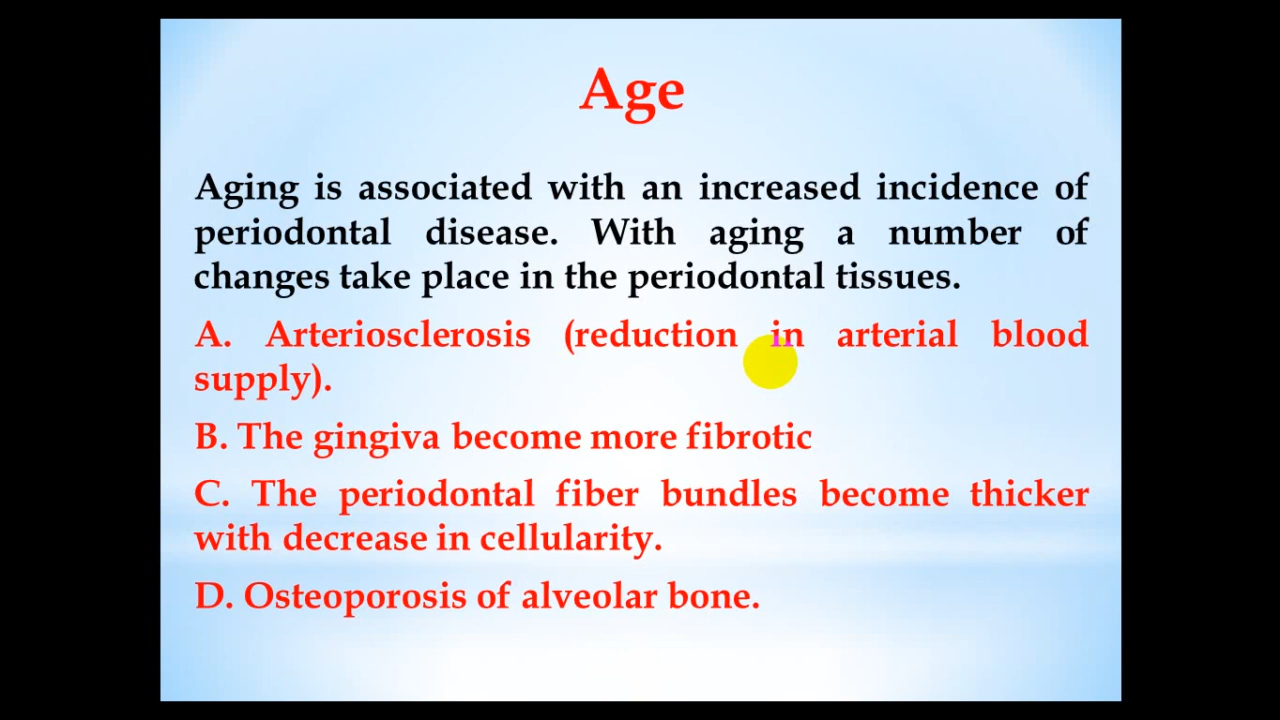 Age
Aging is associated with an increased incidence of
periodontal disease. With aging a number of
changes take place in the periodontal tissues.
A. Arteriosclerosis (reduction in arterial blood
supply).
B. The gingiva become more fibrotic
C. The periodontal fiber bundles become thicker
with decrease in cellularity.
D. Osteoporosis of alveolar bone.